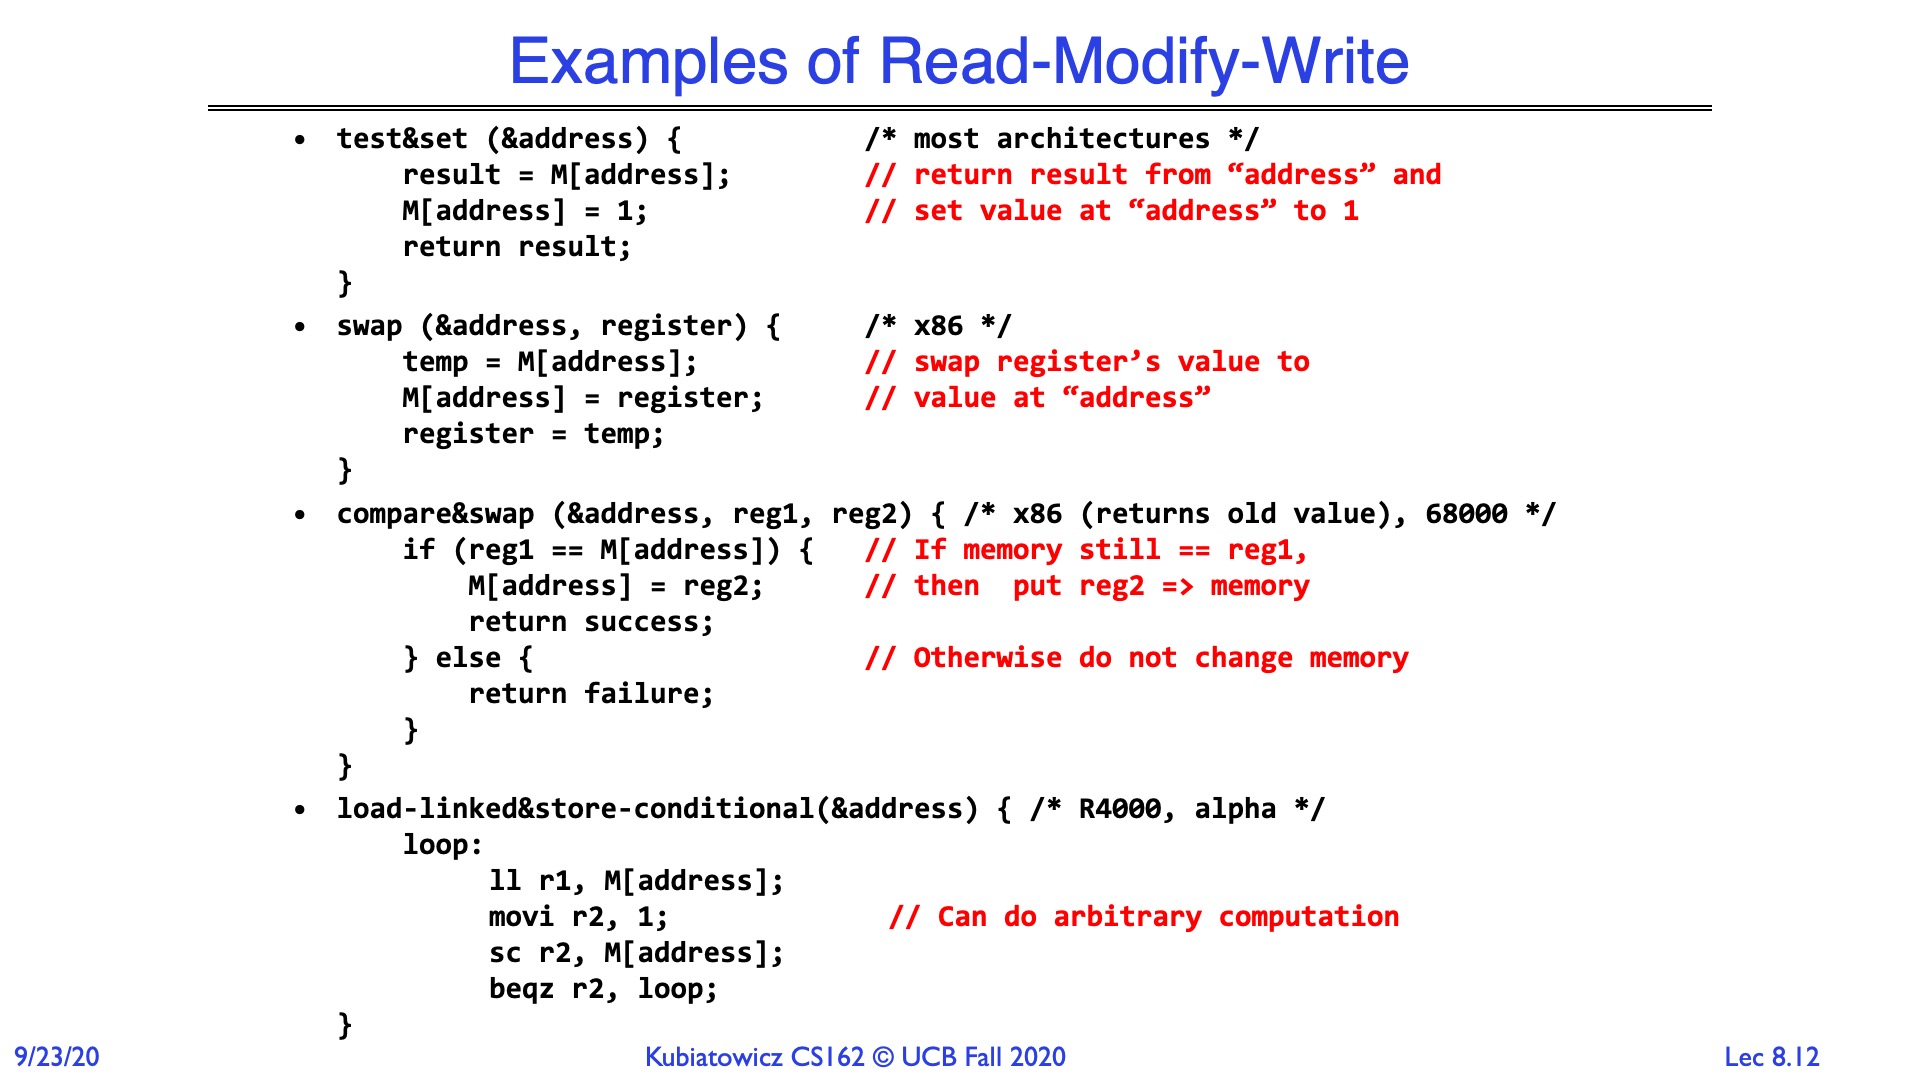 Examples of Read-Modify-Write
• test&set (&address) { /* most architectures */
result = M[address]; // return result from “address” and
M[address] = 1; // set value at “address” to 1
return result;
}
• swap (&address, register) { /* x86 */
temp = M[address]; // swap register’s value to
M[address] = register; // value at “address”
register = temp;
}
• compare&swap (&address, reg1, reg2) { /* x86 (returns old value), 68000 */
if (reg1 == M[address]) { // If memory still == reg1,
M[address] = reg2; // then  put reg2 => memory
return success;
} else { // Otherwise do not change memory
return failure;
}
}
• load-linked&store-conditional(&address) { /* R4000, alpha */
loop:
ll r1, M[address];
movi r2, 1; // Can do arbitrary computation
sc r2, M[address];
beqz r2, loop;
}
9/23/20 Kubiatowicz CS162 © UCB Fall 2020 Lec 8.12